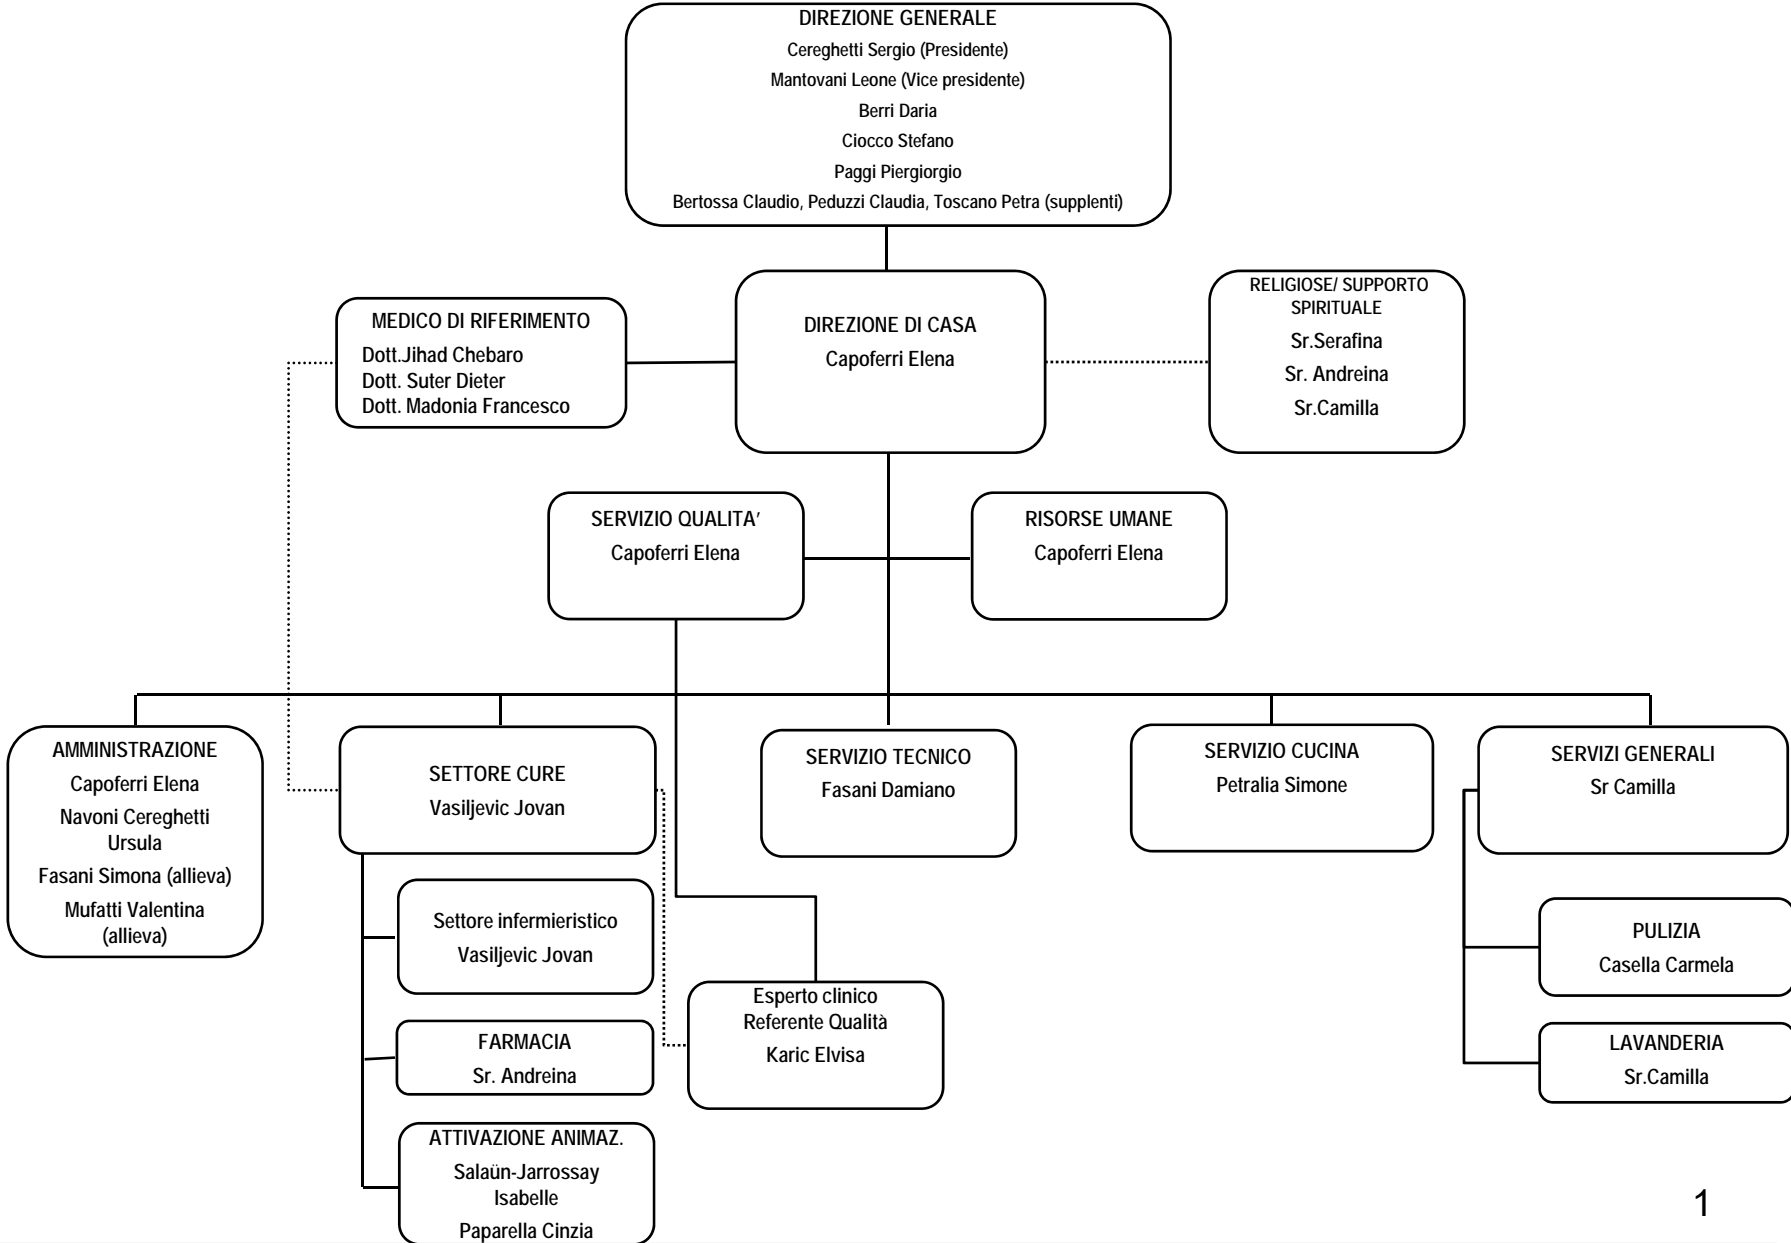 DIREZIONE GENERALE
Cereghetti Sergio (Presidente)
Mantovani Leone (Vice presidente)
Berri Daria
Ciocco Stefano
Paggi Piergiorgio
Bertossa Claudio, Peduzzi Claudia, Toscano Petra (supplenti)
MEDICO DI RIFERIMENTO
Dott.Jihad Chebaro
Dott. Suter Dieter
Dott. Madonia Francesco
DIREZIONE DI CASA
Capoferri Elena
RELIGIOSE/ SUPPORTO
SPIRITUALE
Sr.Serafina
Sr. Andreina
Sr.Camilla
SERVIZIO QUALITA’
Capoferri Elena
RISORSE UMANE
Capoferri Elena
AMMINISTRAZIONE
Capoferri Elena
Navoni Cereghetti
Ursula
Fasani Simona (allieva)
Mufatti Valentina
(allieva)
SETTORE CURE
Vasiljevic Jovan
SERVIZIO TECNICO
Fasani Damiano
SERVIZIO CUCINA
Petralia Simone
SERVIZI GENERALI
Sr Camilla
Settore infermieristico
Vasiljevic Jovan
FARMACIA
Sr. Andreina
ATTIVAZIONE ANIMAZ.
Salaün-Jarrossay
Isabelle
Paparella Cinzia
Esperto clinico
Referente Qualità
Karic Elvisa
PULIZIA
Casella Carmela
LAVANDERIA
Sr.Camilla
1